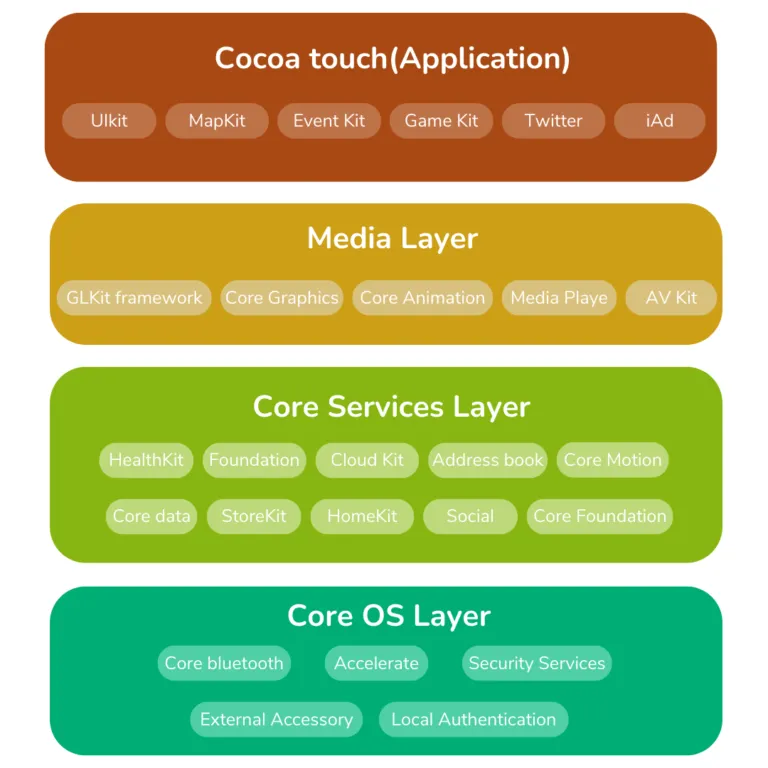 Cocoa touch(Application)
UIkit MapKit Event Kit Game Kit Twitter iAd
Media Layer
GLKit framework Core Graphics Core Animation Media Playe AV Kit
Core Services Layer
HealthKit Foundation Cloud Kit Address book Core Motion
Core data StoreKit HomeKit Social Core Foundation
Core OS Layer
Core bluetooth Accelerate Security Services
External Accessory Local Authentication